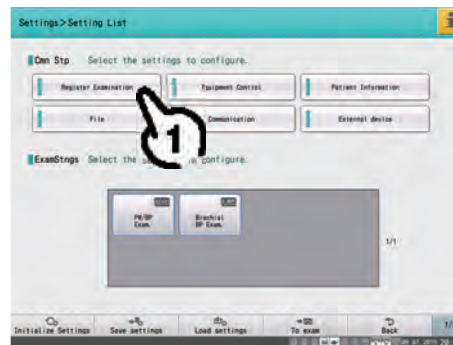 Settings>Setting List
Cmn Stp Select the settings to configure.
Register Examination
Equipment Control
Patient Information
File
Communication
External device
1
ExamStngs Select the configure.
PW/BP
Exam.
Brachial
BP Exam.
1/1
Initialize Settings
Save settings
Load settings
To exam
Back